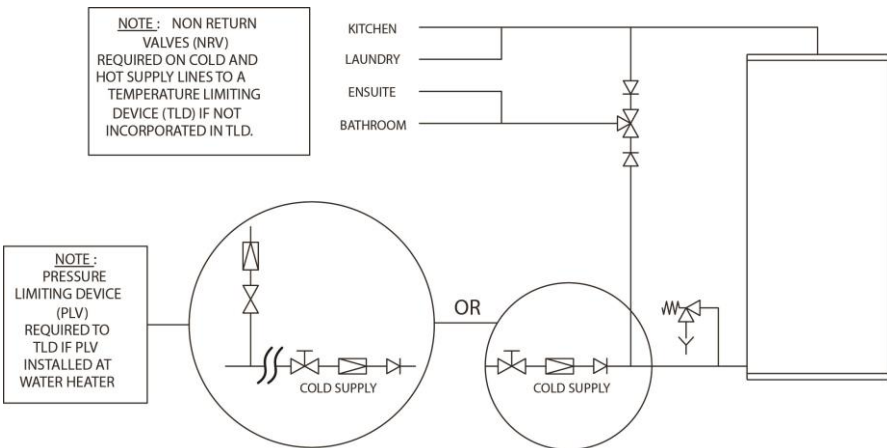 NOTE : NON RETURN
VALVES (NRV)
REQUIRED ON COLD AND
HOT SUPPLY LINES TO A
TEMPERATURE LIMITING
DEVICE (TLD) IF NOT
INCORPORATED IN TLD.
KITCHEN
LAUNDRY
ENSUITE
BATHROOM
NOTE :
PRESSURE
LIMITING DEVICE
(PLV)
REQUIRED TO
TLD IF PLV
INSTALLED AT
WATER HEATER
OR
COLD SUPPLY
COLD SUPPLY